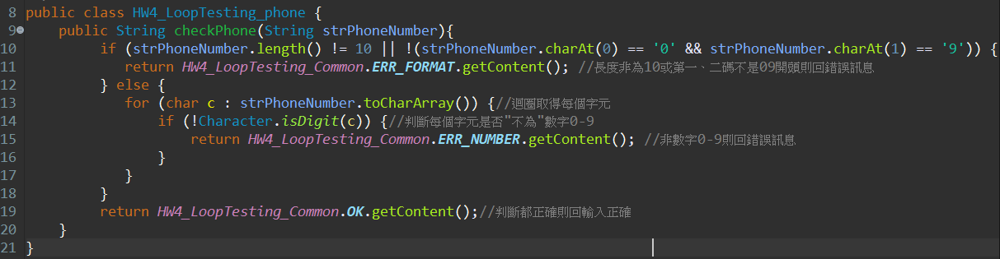 8 public class HW4_LoopTesting_phone {
9 public String checkPhone(String strPhoneNumber){
10 if (strPhoneNumber.length() != 10 || !(strPhoneNumber.charAt(0) == '0' && strPhoneNumber.charAt(1) == '9')) {
11 return HW4_LoopTesting_Common.ERR_FORMAT.getContent(); //長度非為10或第一、二碼不是09開頭則回錯誤訊息
12 } else {
13 for (char c : strPhoneNumber.toCharArray()) {//迴圈取得每個字元
14 if (!Character.isDigit(c)) {//判斷每個字元是否"不為"數字0-9
15 return HW4_LoopTesting_Common.ERR_NUMBER.getContent(); //非數字0-9則回錯誤訊息
16 }
17 }
18 }
19 return HW4_LoopTesting_Common.OK.getContent();//判斷都正確則回輸入正確
20 }
21 }